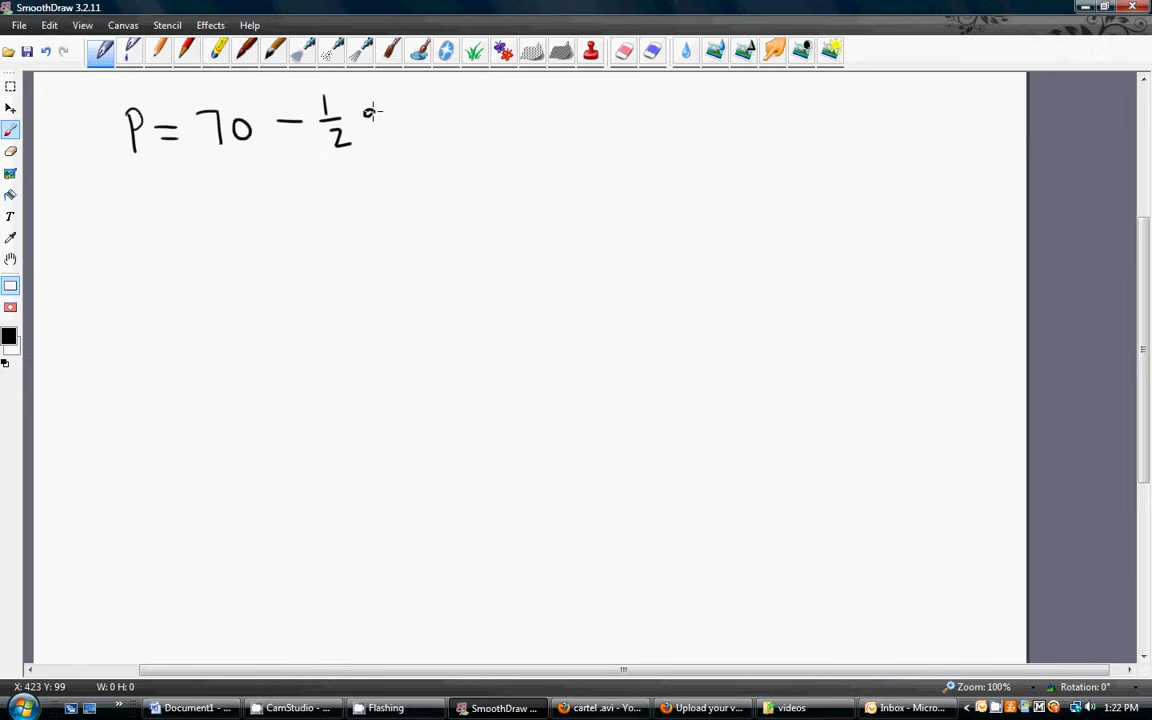 SmoothDraw 3.2.11
File Edit View Canvas Stencil Effects Help
P = 70 - 1/2
T
X: 423 Y: 99 W: 0 H: 0 Zoom: 100% Rotation: 0°
Document1 - ... CamStudio - ... Flashing SmoothDraw ... cartel .avi - Yo... Upload your v... videos Inbox - Micro... 1:22 PM